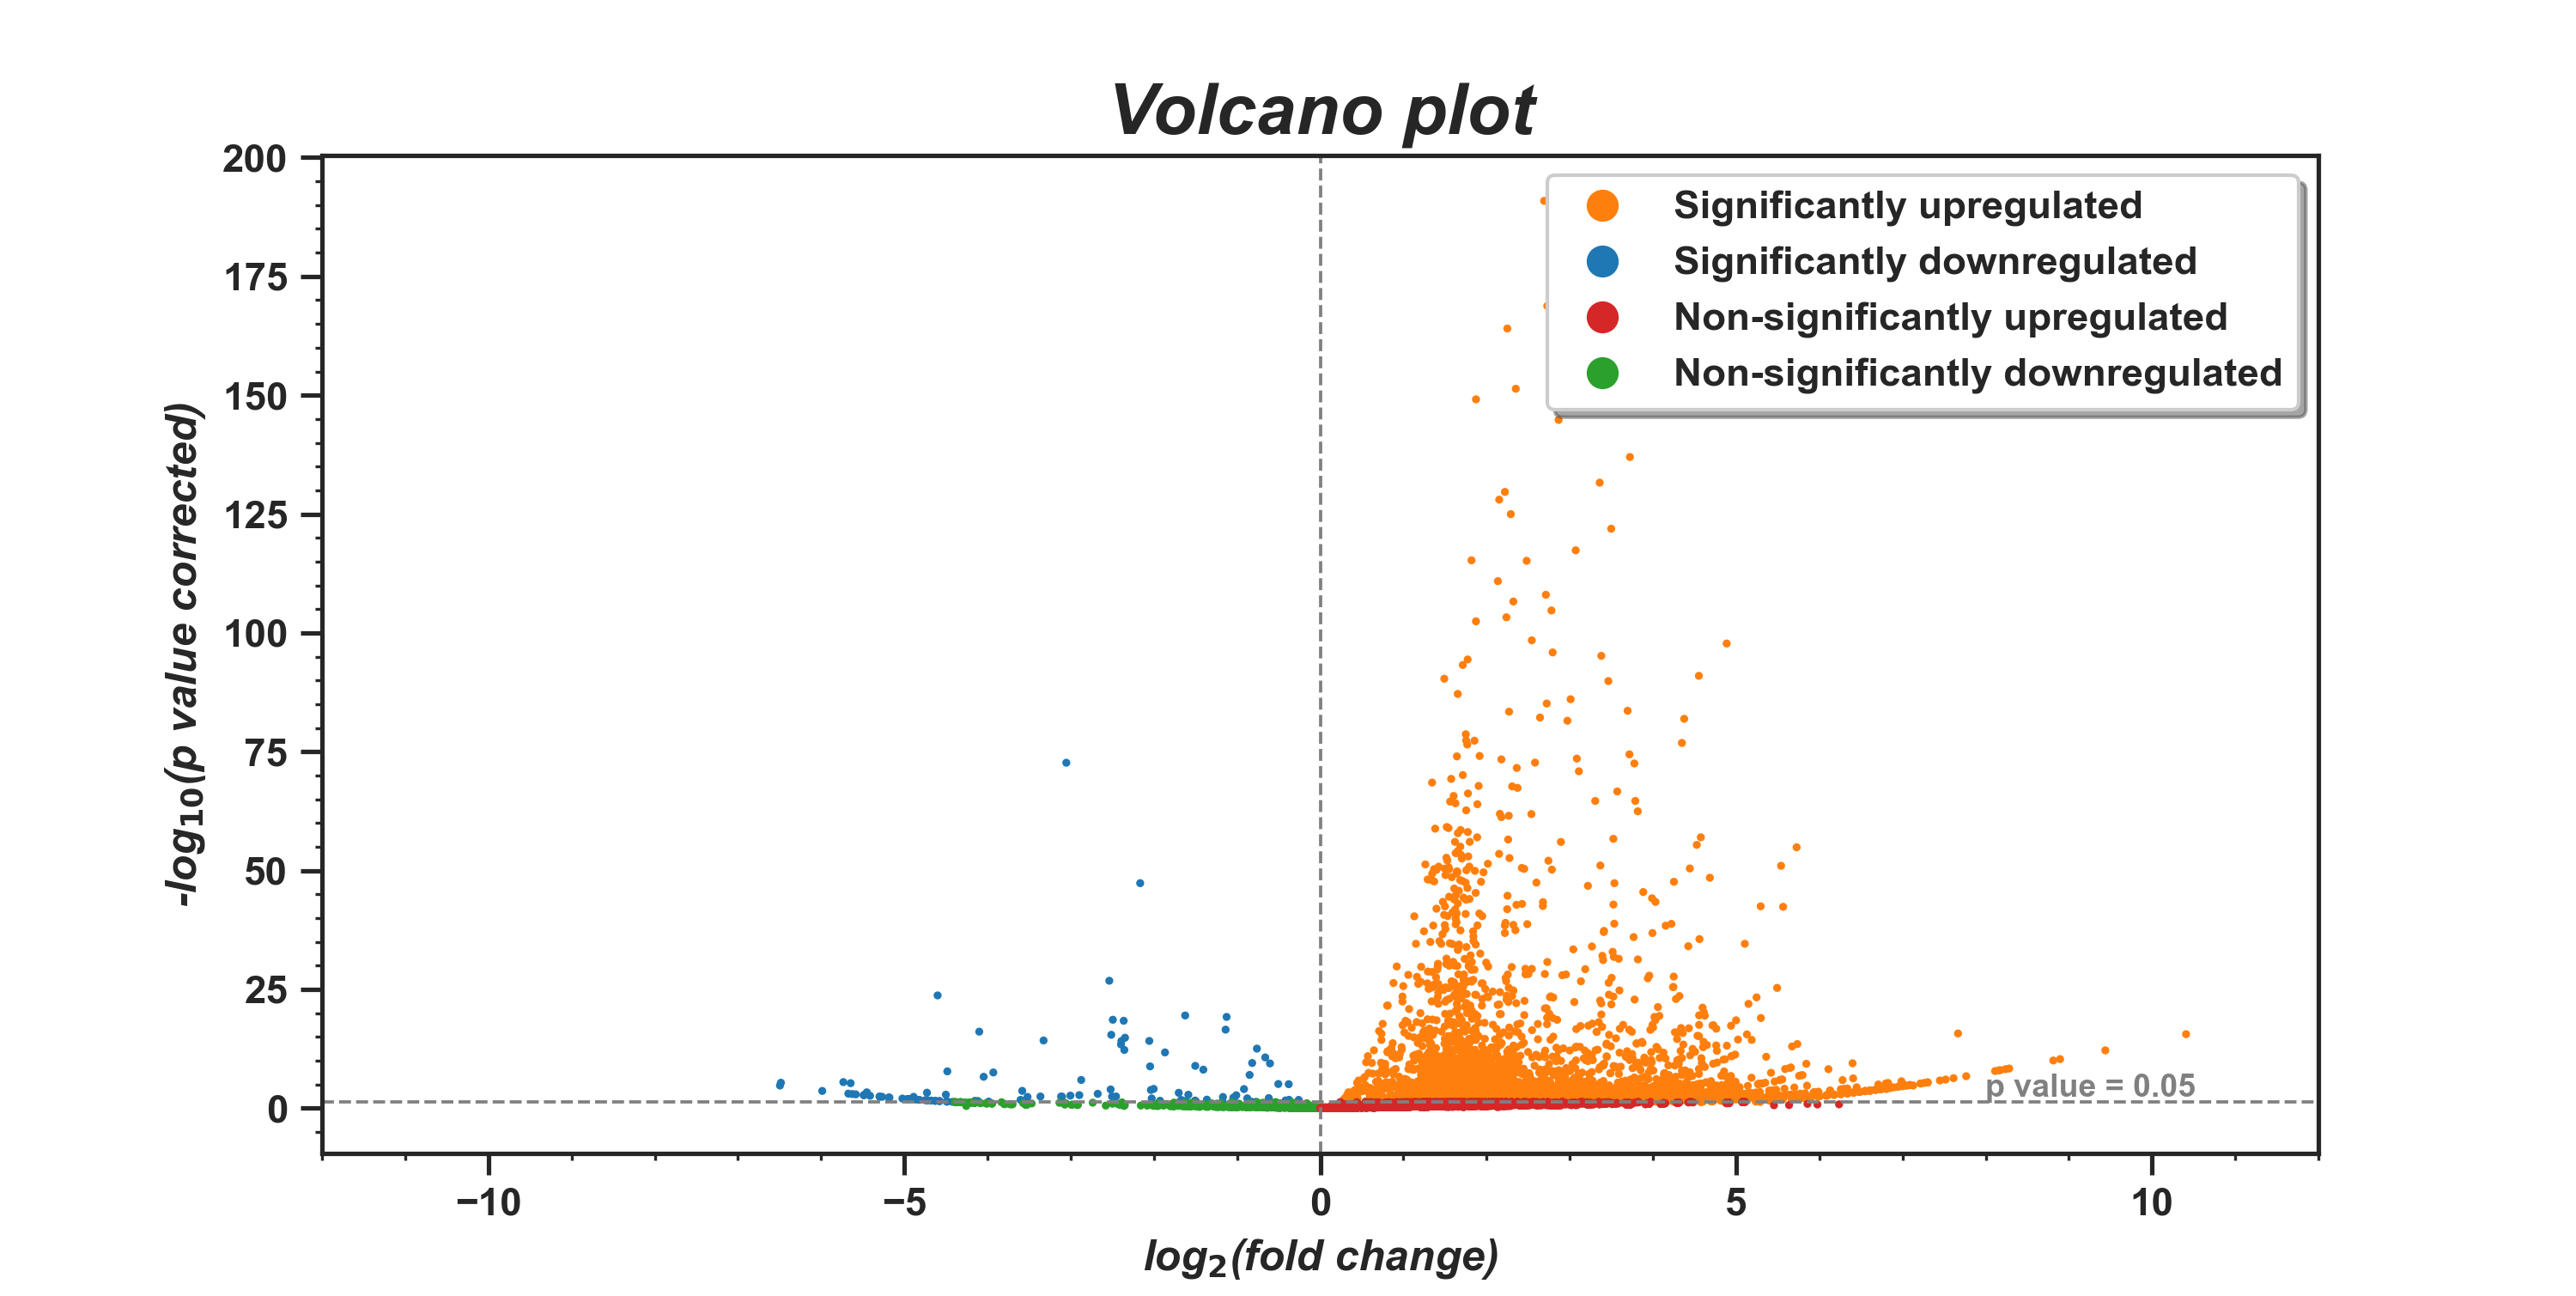 Volcano plot
200
175
150
125
100
75
50
25
0
-log₁₀(p value corrected)
Significantly upregulated
Significantly downregulated
Non-significantly upregulated
Non-significantly downregulated
p value = 0.05
−10
−5
0
5
10
log₂(fold change)